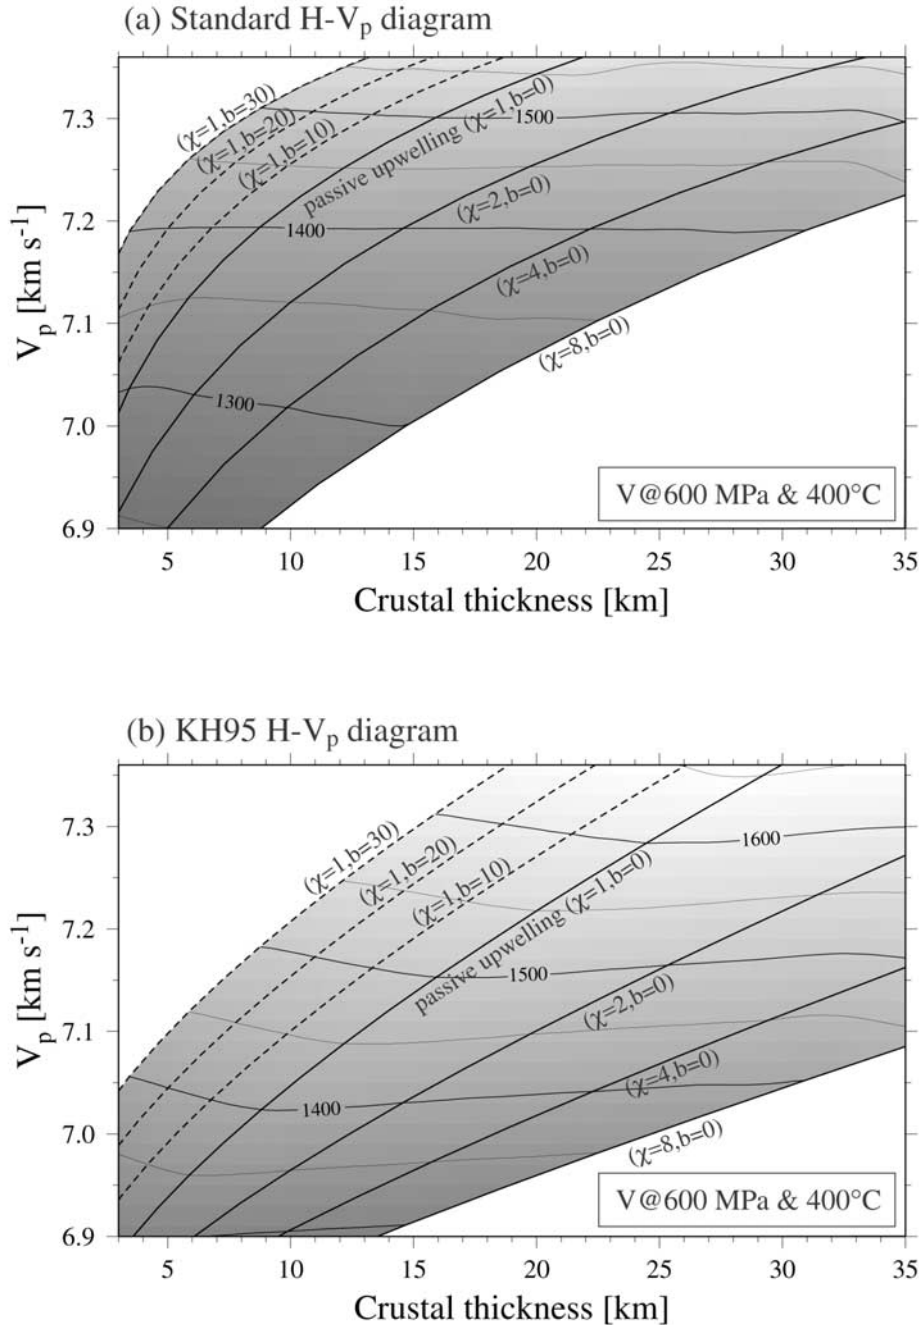 (a) Standard H-Vp diagram
(χ=1,b=30)
(χ=1,b=20)
(χ=1,b=10)
passive upwelling (χ=1,b=0)
(χ=2,b=0)
(χ=4,b=0)
(χ=8,b=0)
1500
1400
1300
7.3
7.2
7.1
7.0
6.9
Vp [km s-1]
V@600 MPa & 400°C
5 10 15 20 25 30 35
Crustal thickness [km]
(b) KH95 H-Vp diagram
(χ=1,b=30)
(χ=1,b=20)
(χ=1,b=10)
passive upwelling (χ=1,b=0)
(χ=2,b=0)
(χ=4,b=0)
(χ=8,b=0)
1600
1500
1400
7.3
7.2
7.1
7.0
6.9
Vp [km s-1]
V@600 MPa & 400°C
5 10 15 20 25 30 35
Crustal thickness [km]